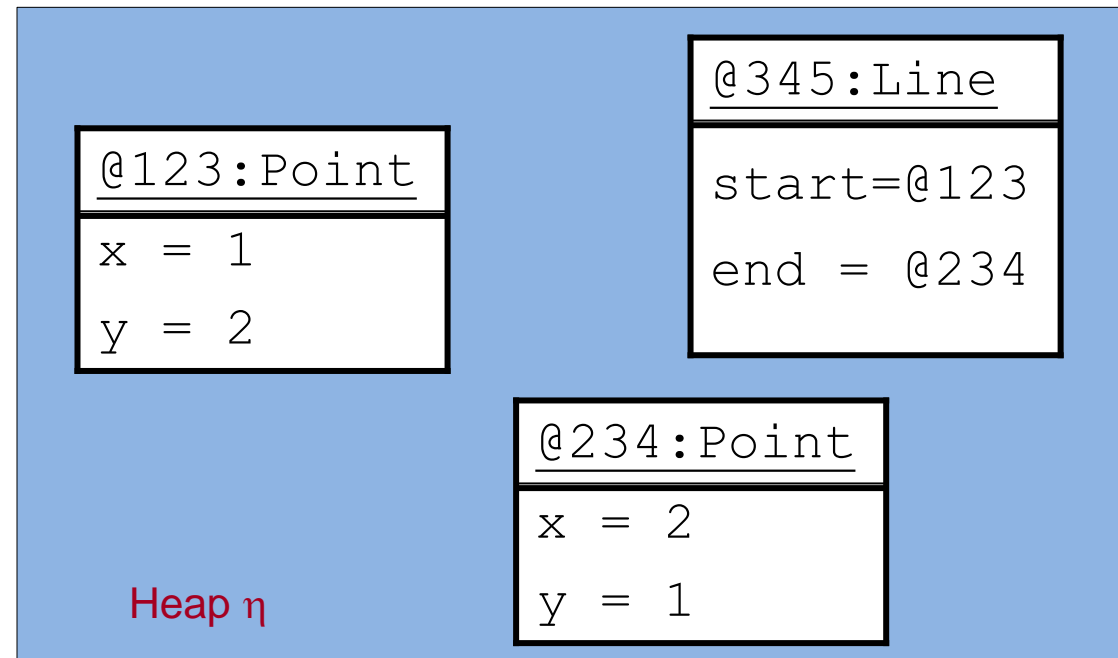 @123:Point
x = 1
y = 2
@345:Line
start=@123
end = @234
@234:Point
x = 2
y = 1
Heap η